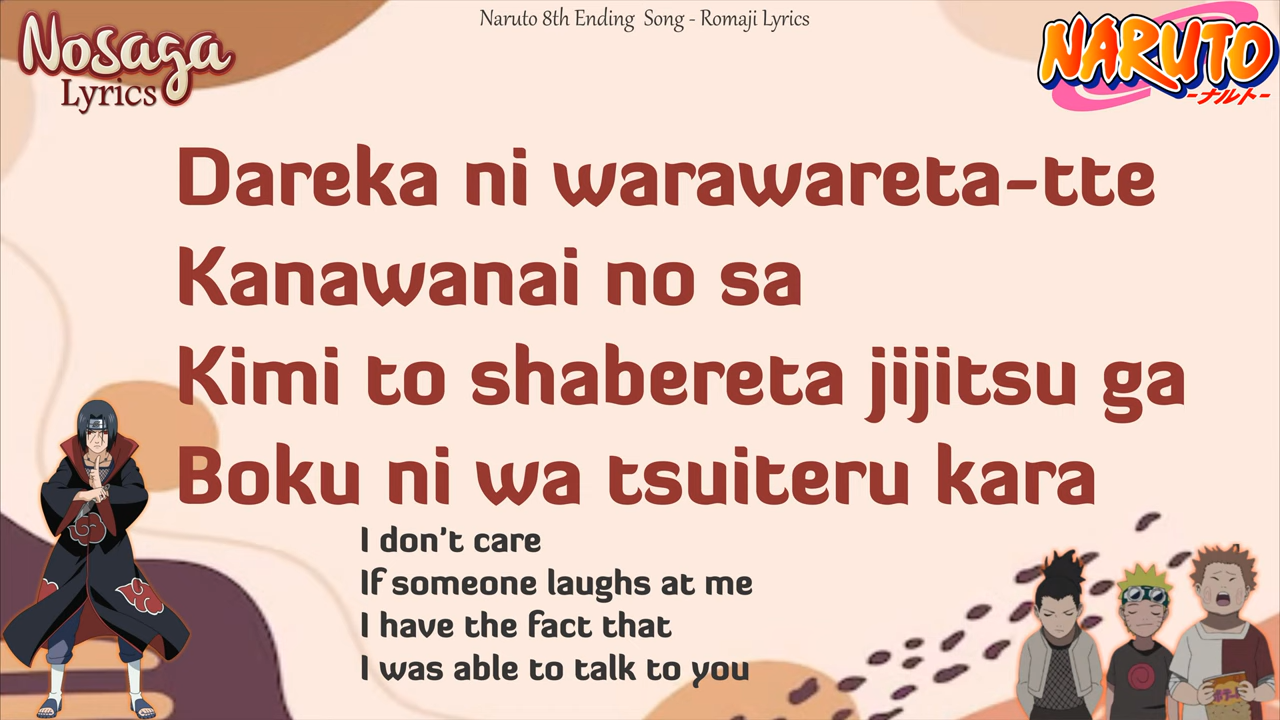 Nosaga
Lyrics
Naruto 8th Ending Song - Romaji Lyrics
NARUTO
-ナルト-
Dareka ni warawareta-tte
Kanawanai no sa
Kimi to shabereta jijitsu ga
Boku ni wa tsuiteru kara
I don't care
If someone laughs at me
I have the fact that
I was able to talk to you